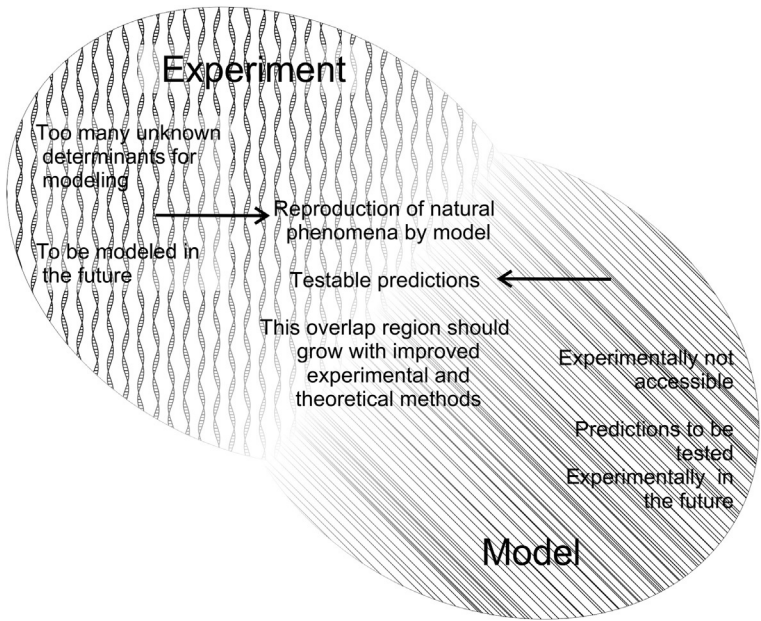 Experiment
Too many unknown
determinants for
modeling
To be modeled in
the future
Reproduction of natural
phenomena by model
Testable predictions
This overlap region should
grow with improved
experimental and
theoretical methods
Experimentally not
accessible
Predictions to be
tested
Experimentally in
the future
Model